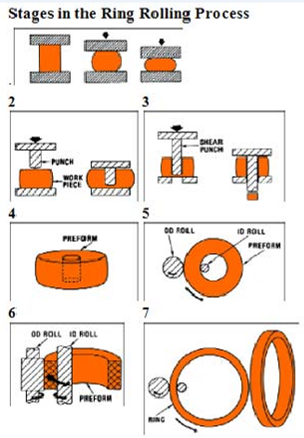 Stages in the Ring Rolling Process
2
3
PUNCH
WORK
PIECE
SHEAR
PUNCH
4
5
PREFORM
OD ROLL
ID ROLL
PREFORM
6
7
OD ROLL
ID ROLL
PREFORM
RING